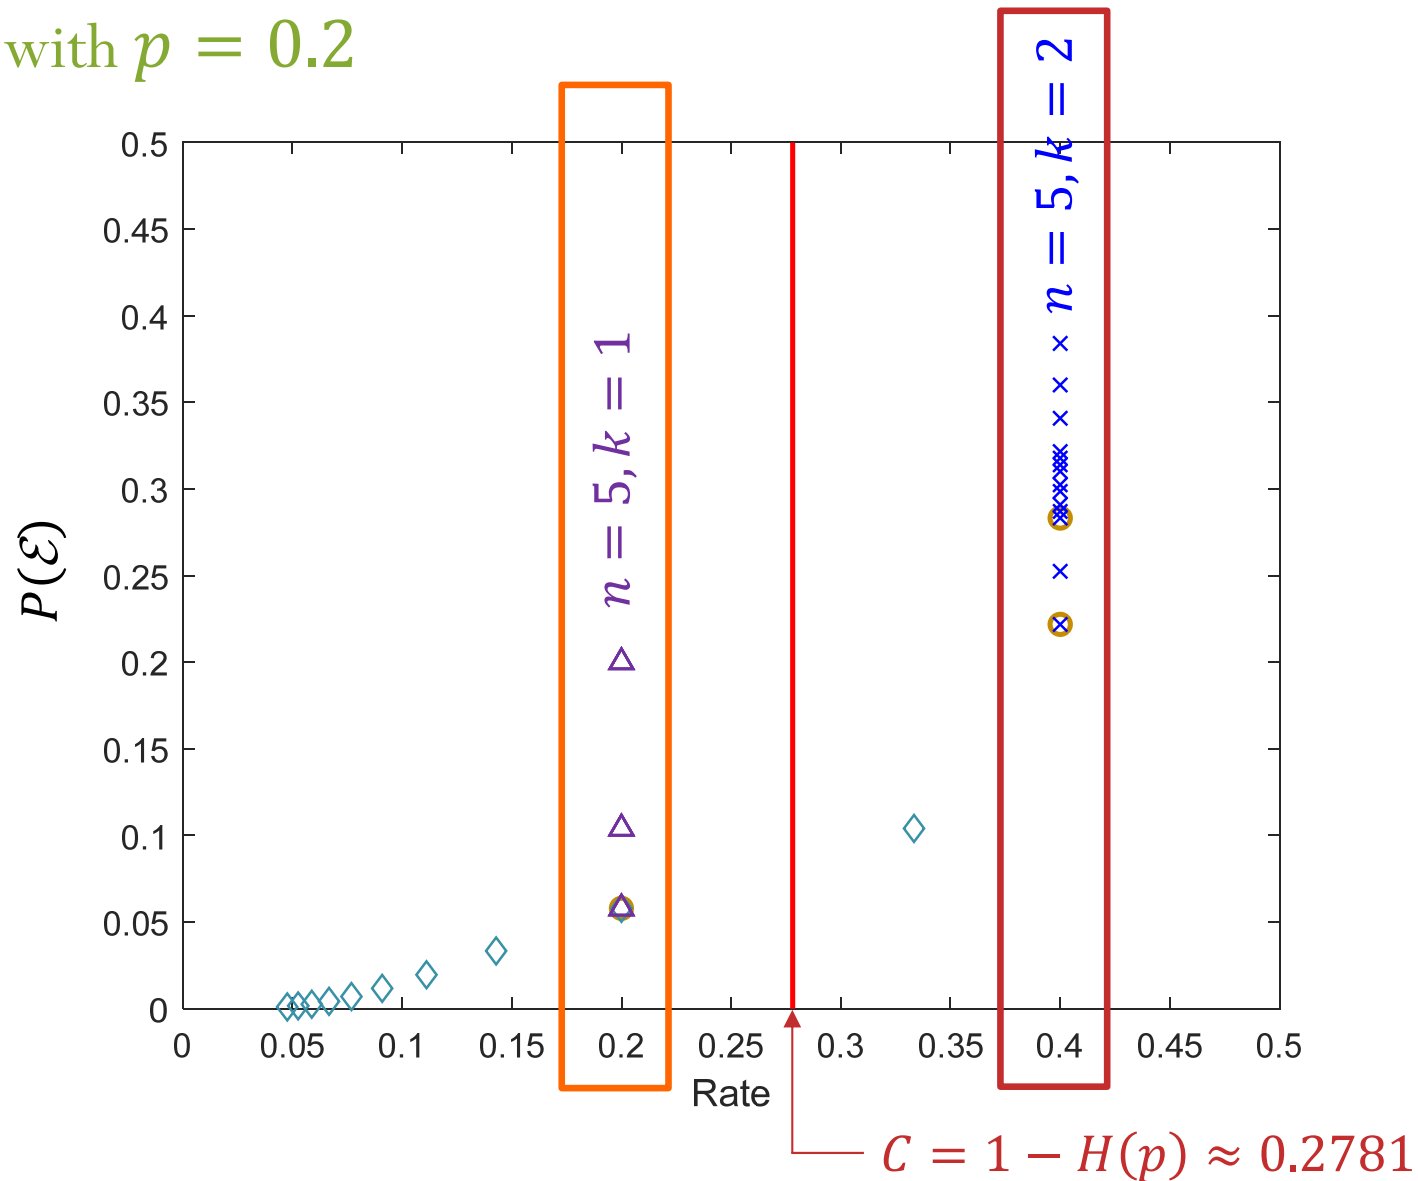 with p = 0.2
n = 5, k = 2
n = 5, k = 1
0.5
0.45
0.4
0.35
0.3
0.25
0.2
0.15
0.1
0.05
0
P(ℰ)
0 0.05 0.1 0.15 0.2 0.25 0.3 0.35 0.4 0.45 0.5
Rate
C = 1 − H(p) ≈ 0.2781